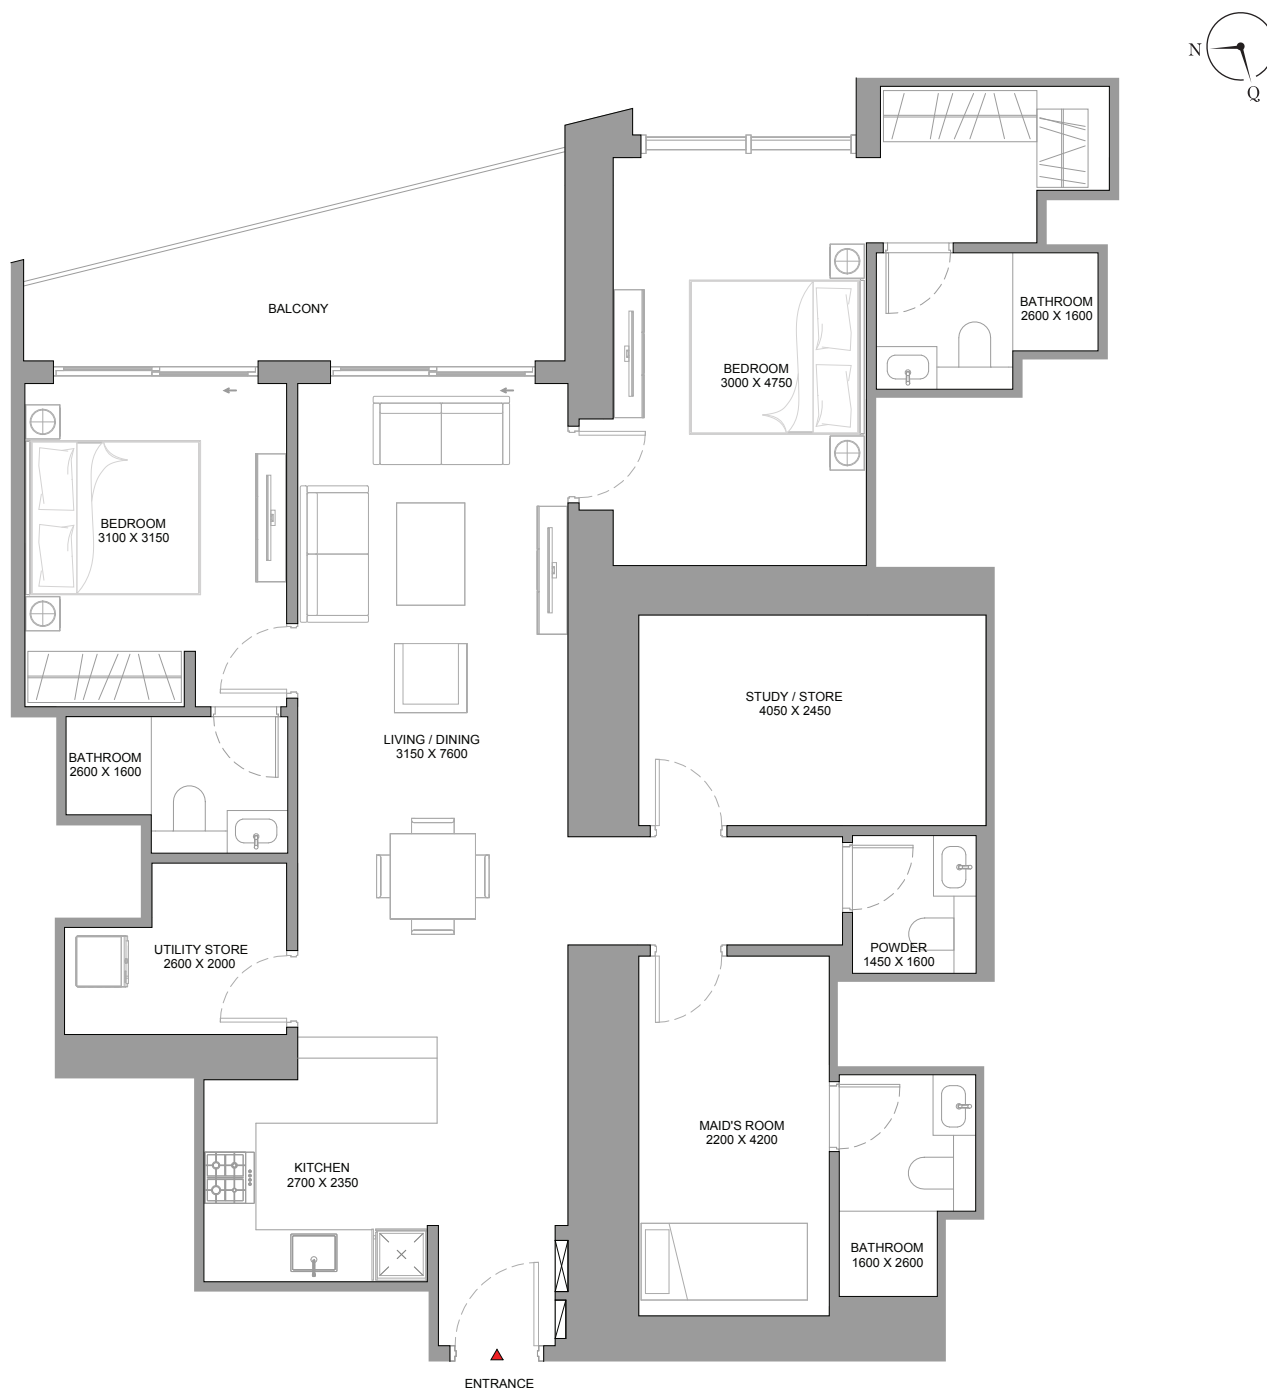 N
Q
BALCONY
BATHROOM
2600 X 1600
BEDROOM
3000 X 4750
BEDROOM
3100 X 3150
STUDY / STORE
4050 X 2450
LIVING / DINING
3150 X 7600
BATHROOM
2600 X 1600
UTILITY STORE
2600 X 2000
POWDER
1450 X 1600
MAID'S ROOM
2200 X 4200
KITCHEN
2700 X 2350
BATHROOM
1600 X 2600
ENTRANCE